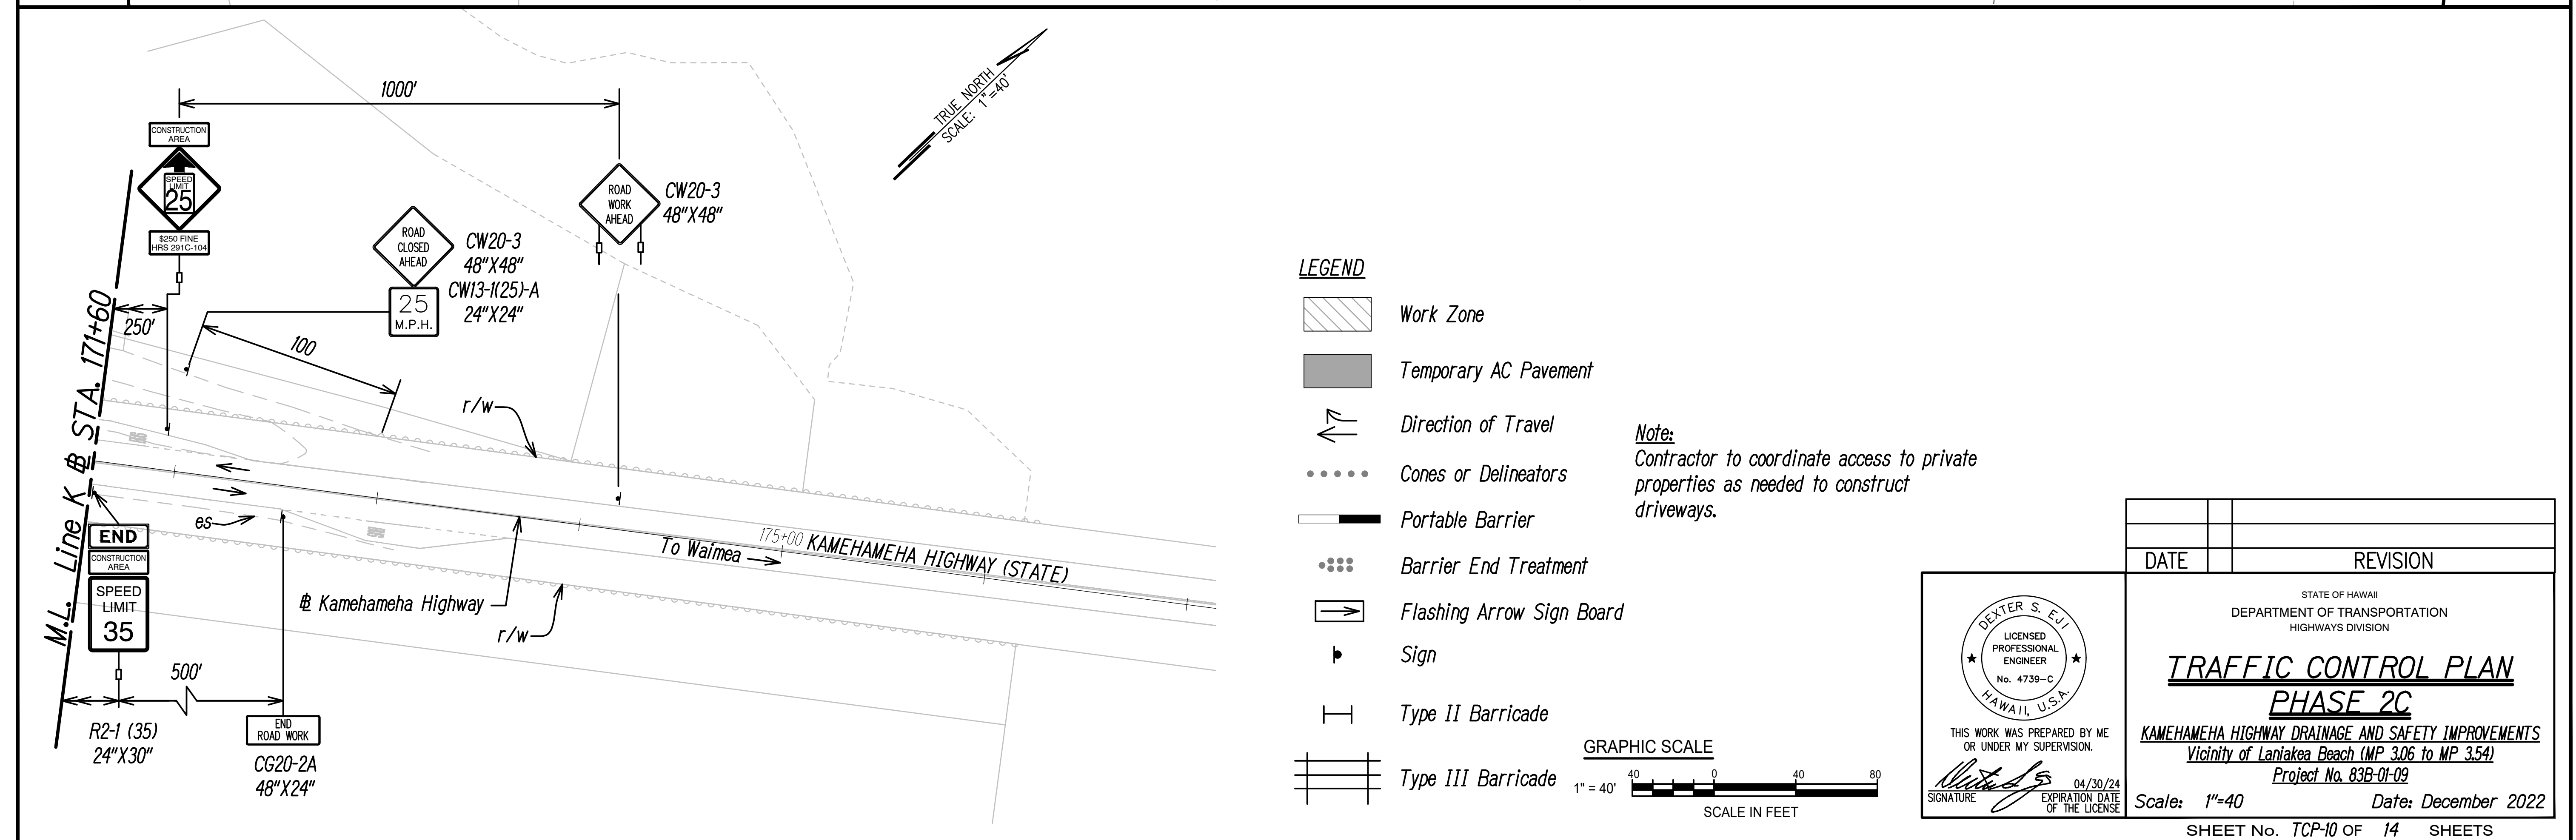 1000'
CONSTRUCTION
AREA
SPEED
LIMIT
25
$250 FINE
HRS 291C-104
ROAD
WORK
AHEAD
CW20-3
48"X48"
ROAD
CLOSED
AHEAD
25
M.P.H.
CW20-3
48"X48"
CW13-1(25)-A
24"X24"
250'
100
TRUE NORTH
SCALE: 1"=40'
M.L. Line K ℄ STA. 171+60
r/w
es
END
CONSTRUCTION
AREA
SPEED
LIMIT
35
500'
R2-1 (35)
24"X30"
END
ROAD WORK
CG20-2A
48"X24"
℄ Kamehameha Highway
r/w
To Waimea
175+00 KAMEHAMEHA HIGHWAY (STATE)
LEGEND
Work Zone
Temporary AC Pavement
Direction of Travel
Cones or Delineators
Portable Barrier
Barrier End Treatment
Flashing Arrow Sign Board
Sign
Type II Barricade
Type III Barricade
Note:
Contractor to coordinate access to private
properties as needed to construct
driveways.
GRAPHIC SCALE
40 0 40 80
1" = 40'
SCALE IN FEET
DATE REVISION
DEXTER S. EJI
LICENSED
PROFESSIONAL
ENGINEER
No. 4739-C
HAWAII, U.S.A.
THIS WORK WAS PREPARED BY ME
OR UNDER MY SUPERVISION.
04/30/24
SIGNATURE EXPIRATION DATE
OF THE LICENSE
STATE OF HAWAII
DEPARTMENT OF TRANSPORTATION
HIGHWAYS DIVISION
TRAFFIC CONTROL PLAN
PHASE 2C
KAMEHAMEHA HIGHWAY DRAINAGE AND SAFETY IMPROVEMENTS
Vicinity of Laniakea Beach (MP 3.06 to MP 3.54)
Project No. 83B-01-09
Scale: 1"=40 Date: December 2022
SHEET No. TCP-10 OF 14 SHEETS